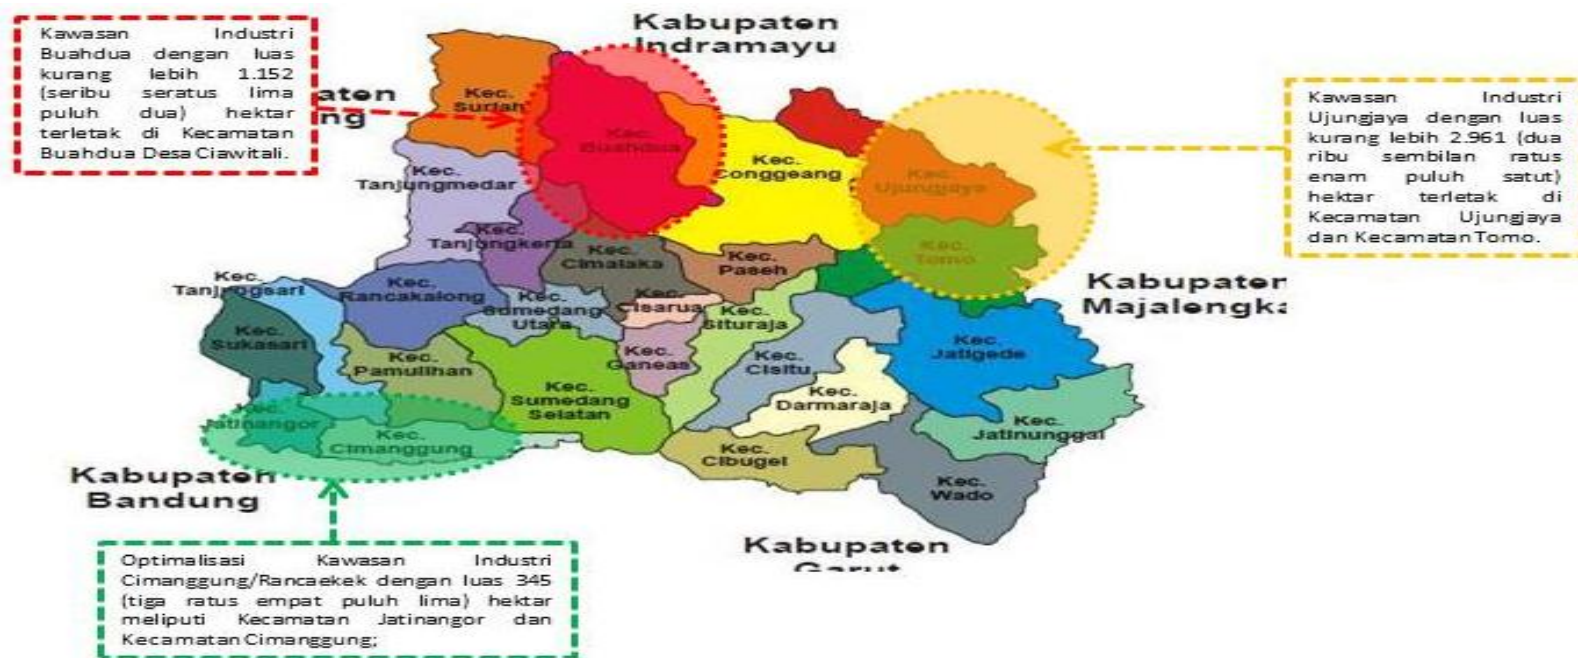 Kawasan Industri
Buahdua dengan luas
kurang lebih 1.152
(seribu seratus lima
puluh dua) hektar
terletak di Kecamatan
Buahdua Desa Ciawitali.
Kabupaten
Indramayu
aten
ng
Kawasan Industri
Ujungjaya dengan luas
kurang lebih 2.961 (dua
ribu sembilan ratus
enam puluh satut)
hektar terletak di
Kecamatan Ujungjaya
dan Kecamatan Tomo.
Kec.
Surian
Kec.
Buahdua
Kec.
Tanjungmedar
Kec.
Conggeang
Kec.
Ujungjaya
Kec.
Tanjungkerta
Kec.
Cimalaka
Kec.
Paseh
Kec.
Tomo
Kec.
Tanjungsari
Kec.
Rancakalong
Kec.
Sumedang
Utara
Kec.
Cisarua
Kec.
Situraja
Kabupaten
Majalengka
Kec.
Sukasari
Kec.
Pamulihan
Kec.
Sumedang
Selatan
Kec.
Ganeas
Kec.
Cisitu
Kec.
Jatigede
Kec.
Darmaraja
Kec.
Jatinangor
Kec.
Cimanggung
Kec.
Cibugel
Kec.
Jatinunggal
Kec.
Wado
Kabupaten
Bandung
Kabupaten
Garut
Optimalisasi Kawasan Industri
Cimanggung/Rancaekek dengan luas 345
(tiga ratus empat puluh lima) hektar
meliputi Kecamatan Jatinangor dan
Kecamatan Cimanggung;